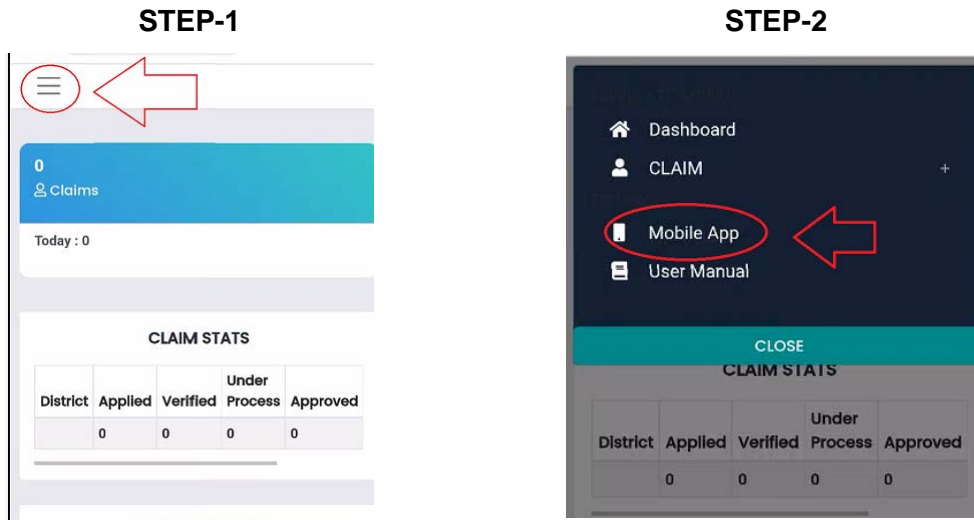 STEP-1
0
Claims
Today : 0
CLAIM STATS
District Applied Verified Under Process Approved
0 0 0 0
STEP-2
Dashboard
CLAIM +
Mobile App
User Manual
CLOSE
CLAIM STATS
District Applied Verified Under Process Approved
0 0 0 0